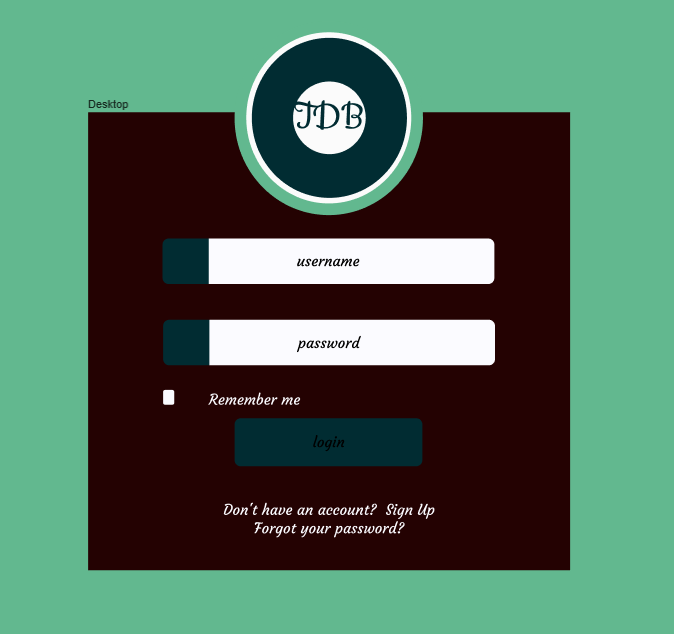 Desktop
TDB
username
password
Remember me
login
Don't have an account? Sign Up
Forgot your password?